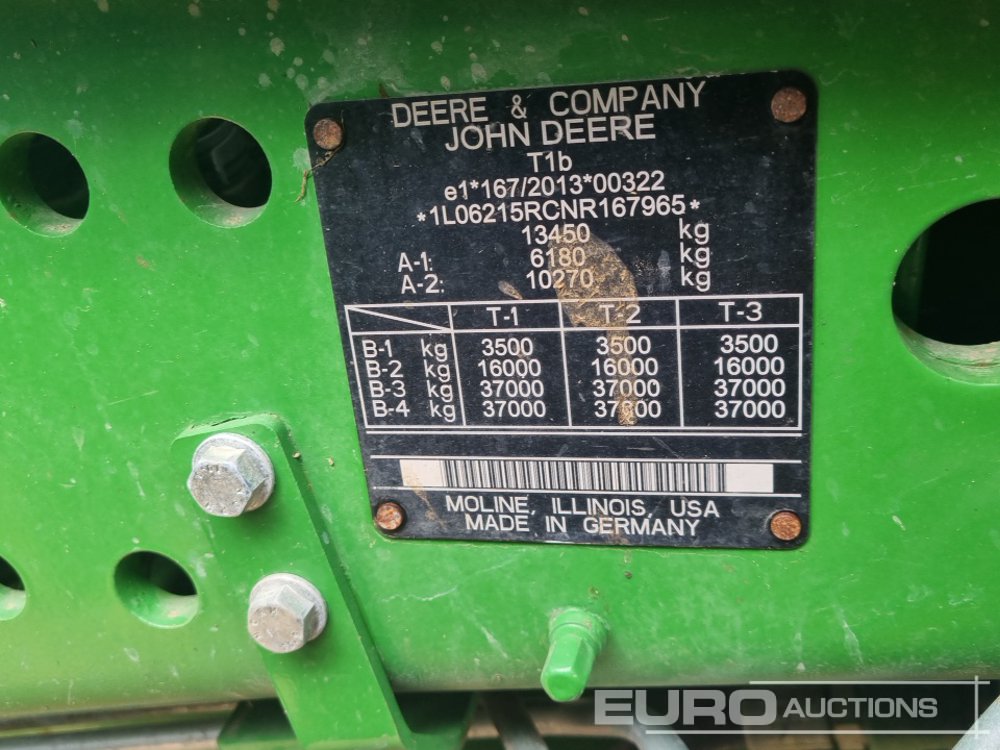 DEERE & COMPANY
JOHN DEERE
T1b
e1*167/2013*00322
*1L06215RCNR167965*
13450 kg
A-1: 6180 kg
A-2: 10270 kg
T-1 T-2 T-3
B-1 kg 3500 3500 3500
B-2 kg 16000 16000 16000
B-3 kg 37000 37000 37000
B-4 kg 37000 37000 37000
MOLINE, ILLINOIS, USA
MADE IN GERMANY
EURO AUCTIONS